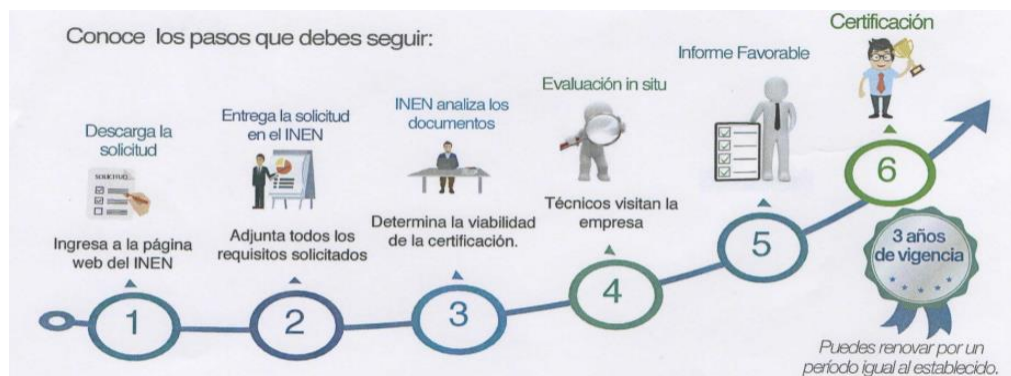 Conoce los pasos que debes seguir:
Descarga la
solicitud
SOLICITUD
Ingresa a la página
web del INEN
1
Entrega la solicitud
en el INEN
Adjunta todos los
requisitos solicitados
2
INEN analiza los
documentos
Determina la viabilidad
de la certificación.
3
Evaluación in situ
Técnicos visitan la
empresa
4
Informe Favorable
5
Certificación
6
3 años
de vigencia
Puedes renovar por un
período igual al establecido.